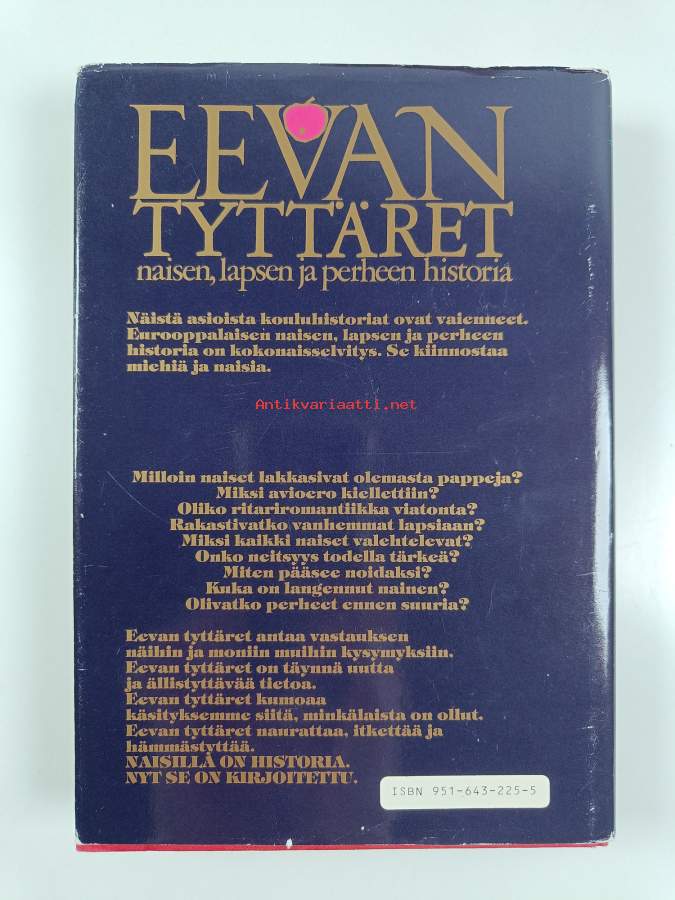 EEVAN
TYTTÄRET
naisen, lapsen ja perheen historia
Näistä asioista kouluhistoriat ovat vaienneet.
Eurooppalaisen naisen, lapsen ja perheen
historia on kokonaisselvitys. Se kiinnostaa
miehiä ja naisia.
Antikvariaatti.net
Milloin naiset lakkasivat olemasta pappeja?
Miksi avioero kiellettiin?
Oliko ritariromantiikka viatonta?
Rakastivatko vanhemmat lapsiaan?
Miksi kaikki naiset valehtelevat?
Onko neitsyys todella tärkeä?
Miten pääsee noidaksi?
Kuka on langennut nainen?
Olivatko perheet ennen suuria?
Eevan tyttäret antaa vastauksen
näihin ja moniin muihin kysymyksiin.
Eevan tyttäret on täynnä uutta
ja ällistyttävää tietoa.
Eevan tyttäret kumoaa
käsityksemme siitä, minkälaista on ollut.
Eevan tyttäret naurattaa, itkettää ja
hämmästyttää.
NAISILLA ON HISTORIA.
NYT SE ON KIRJOITETTU.
ISBN 951-643-225-5